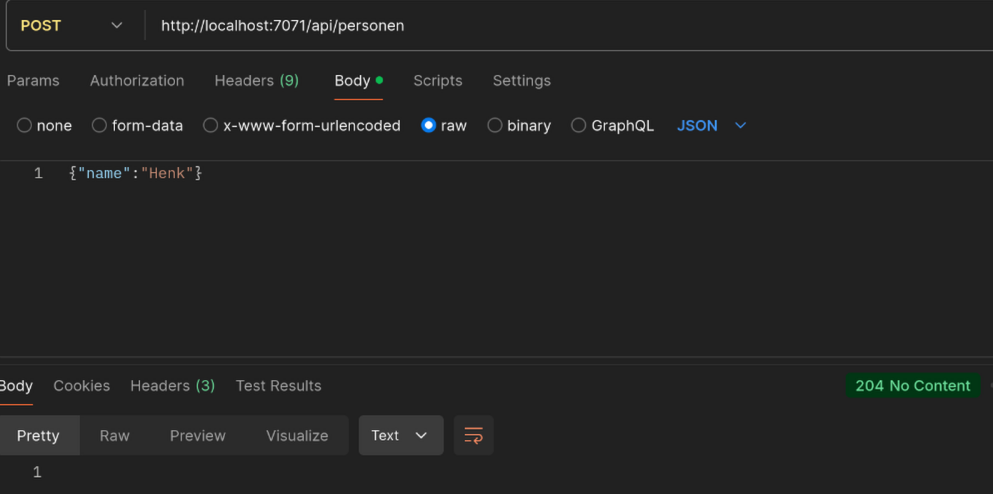 POST http://localhost:7071/api/personen
Params Authorization Headers (9) Body Scripts Settings
none form-data x-www-form-urlencoded raw binary GraphQL JSON
1 {"name":"Henk"}
Body Cookies Headers (3) Test Results 204 No Content
Pretty Raw Preview Visualize Text
1